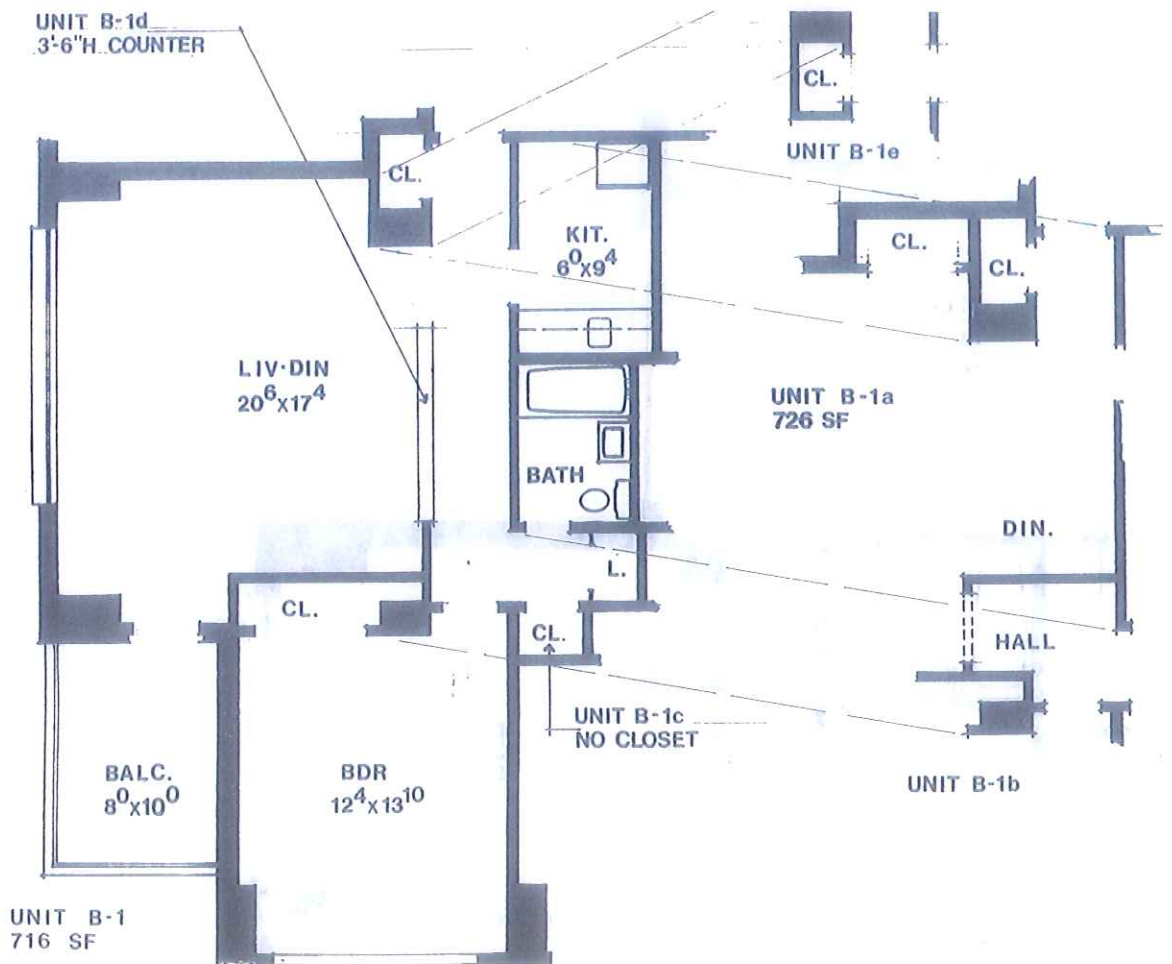 UNIT B-1d
3'-6"H. COUNTER
CL.
UNIT B-1e
CL.
KIT.
6⁰x9⁴
CL.
CL.
LIV·DIN
20⁶x17⁴
UNIT B-1a
726 SF
BATH
DIN.
L.
CL.
CL.
HALL
UNIT B-1c
NO CLOSET
BALC.
8⁰x10⁰
BDR
12⁴x13¹⁰
UNIT B-1b
UNIT B-1
716 SF